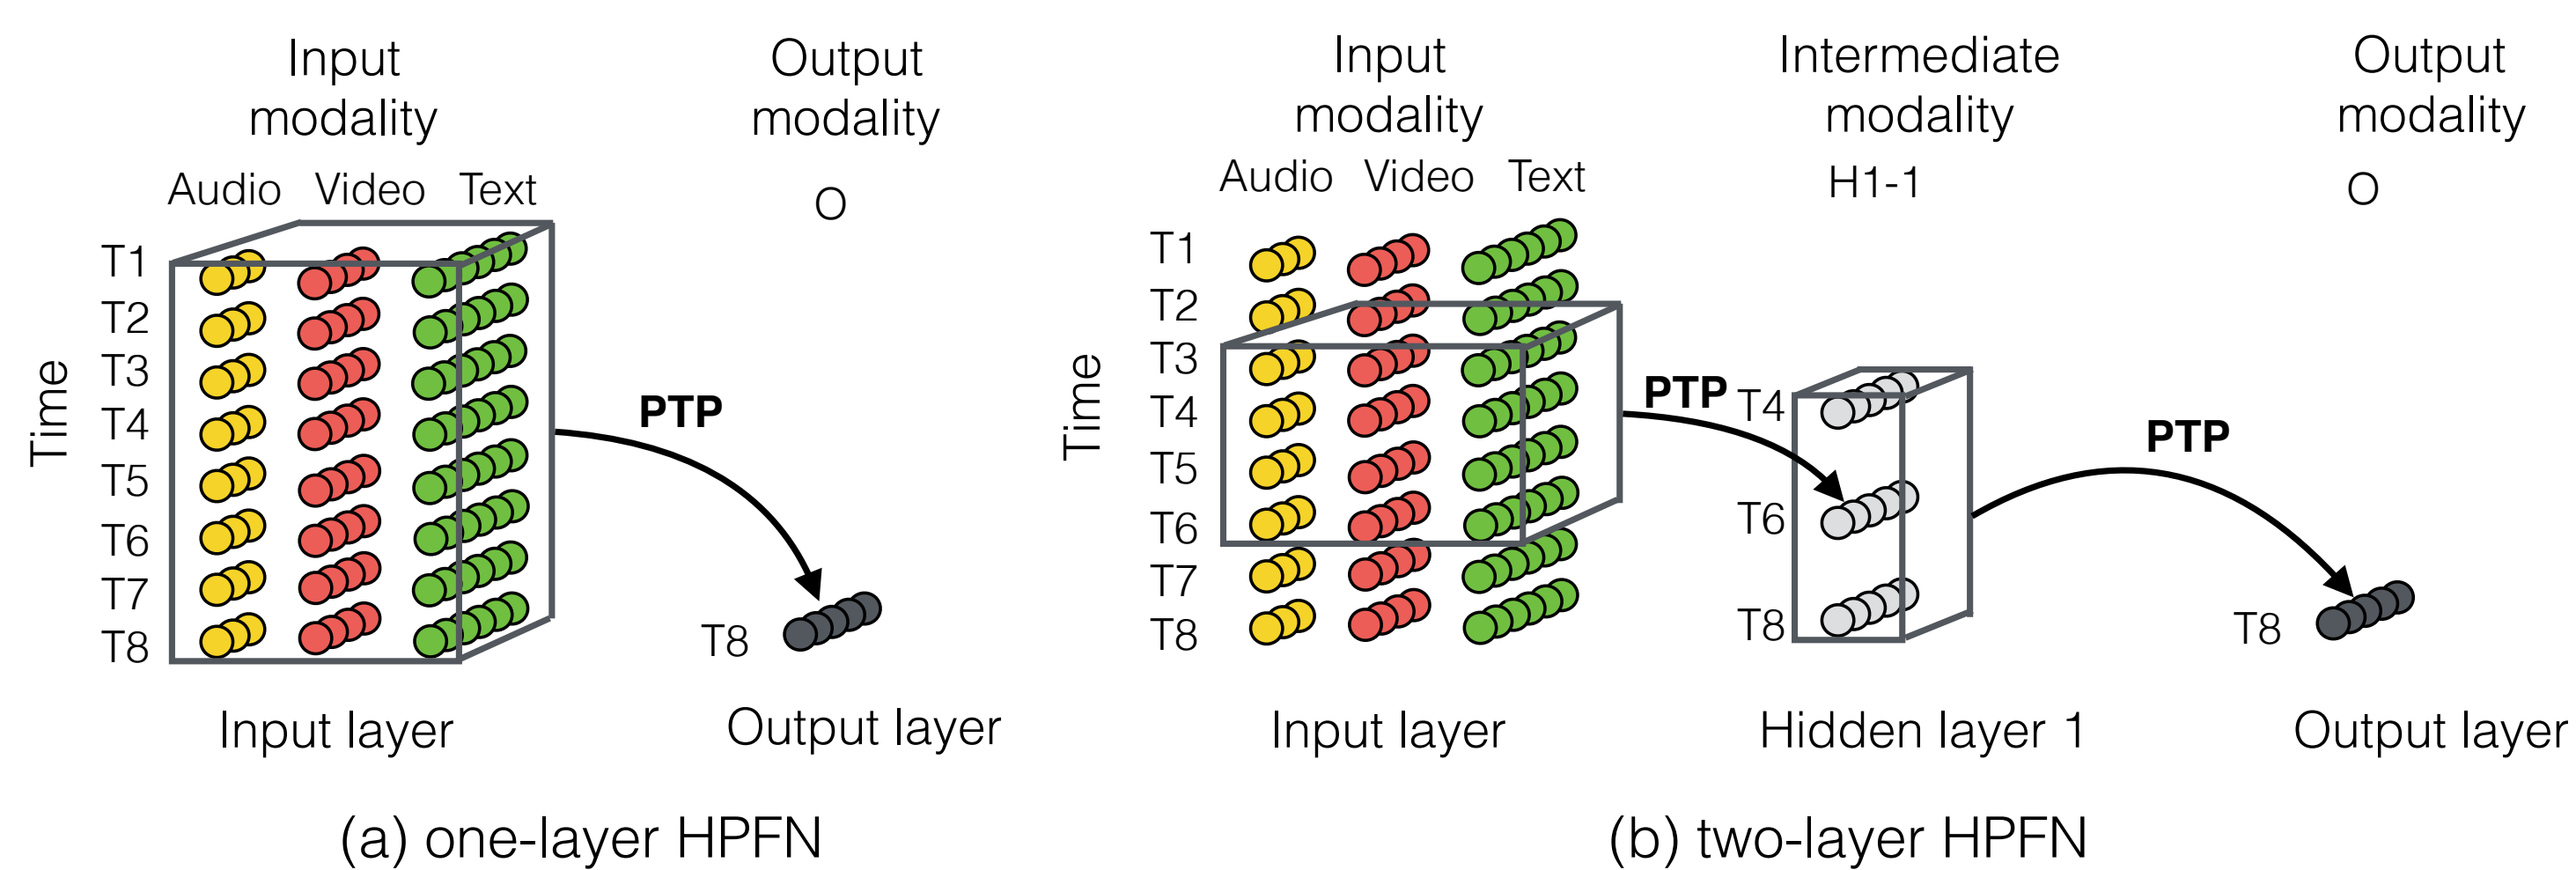 Input
modality
Output
modality
Audio Video Text
O
T1
T2
T3
T4
T5
T6
T7
T8
Time
PTP
T8
Input layer
Output layer
(a) one-layer HPFN
Input
modality
Intermediate
modality
Output
modality
Audio Video Text
H1-1
O
T1
T2
T3
T4
T5
T6
T7
T8
Time
PTP
T4
T6
T8
PTP
T8
Input layer
Hidden layer 1
Output layer
(b) two-layer HPFN